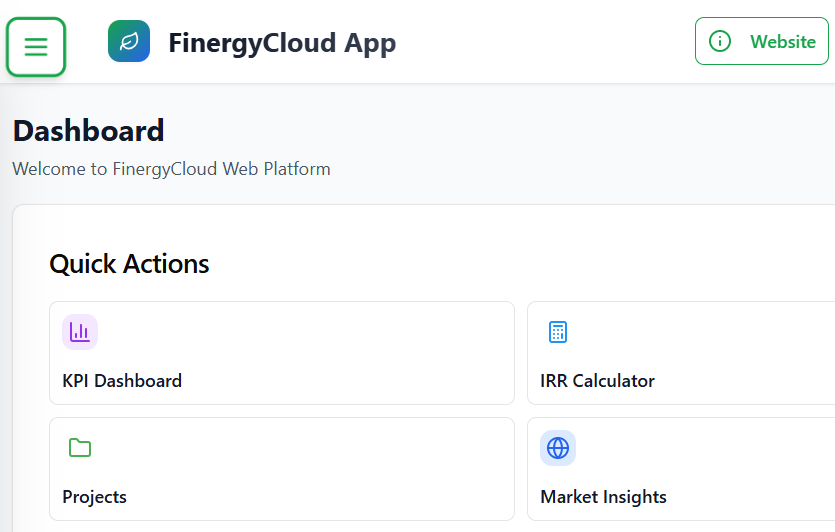 FinergyCloud App
Website
Dashboard
Welcome to FinergyCloud Web Platform
Quick Actions
KPI Dashboard
IRR Calculator
Projects
Market Insights